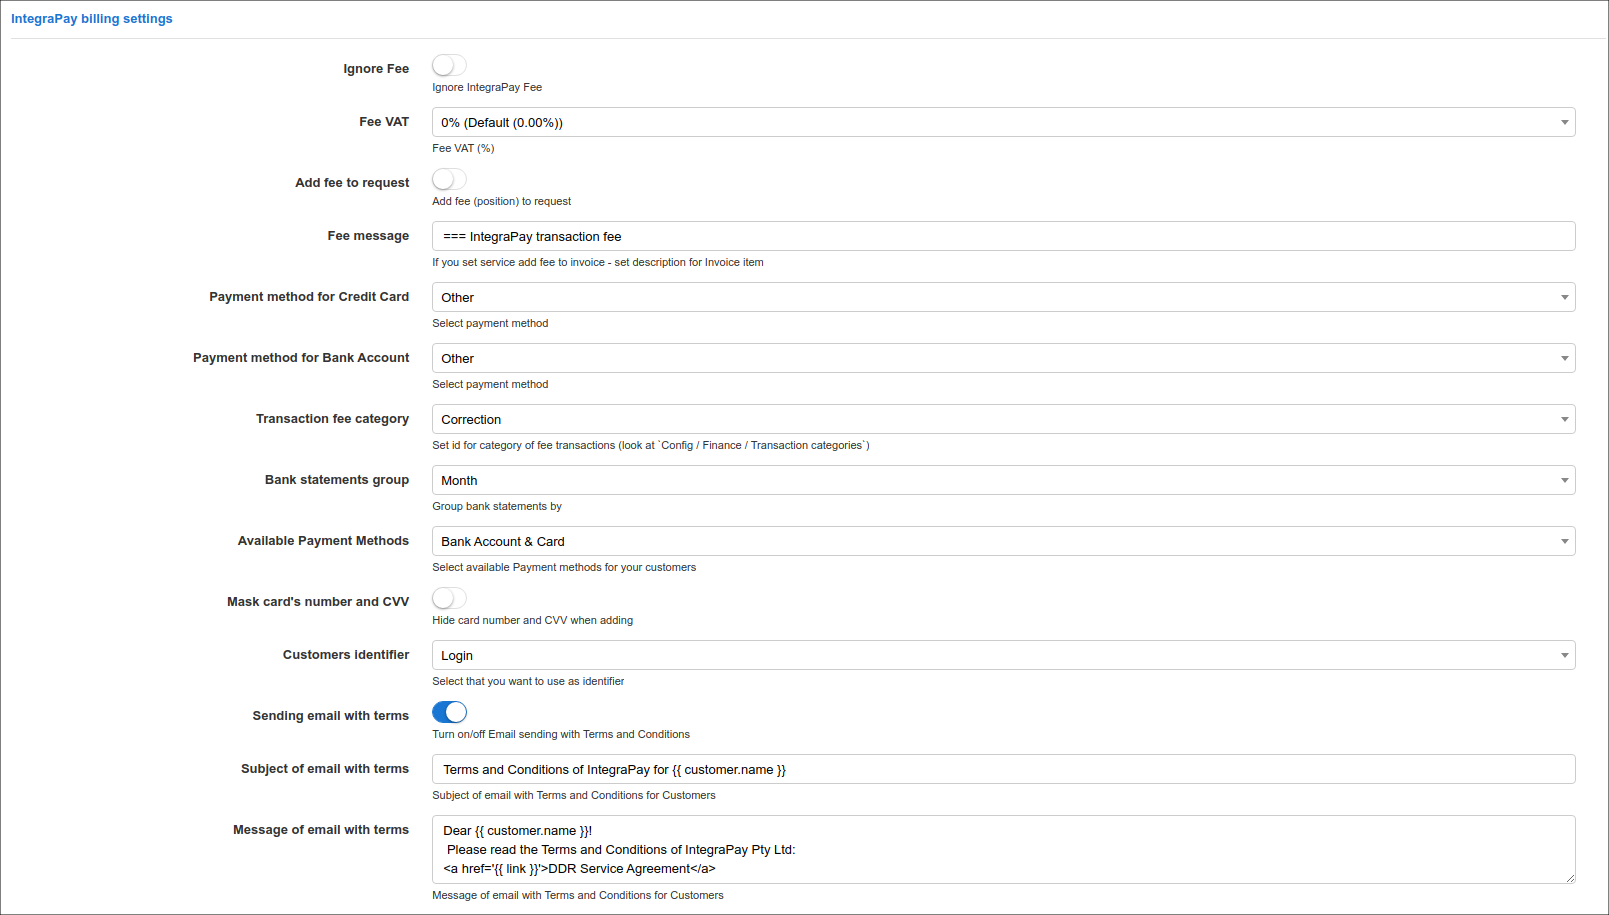 IntegraPay billing settings
Ignore Fee
Ignore IntegraPay Fee
Fee VAT
0% (Default (0.00%))
Fee VAT (%)
Add fee to request
Add fee (position) to request
Fee message
=== IntegraPay transaction fee
If you set service add fee to invoice - set description for Invoice item
Payment method for Credit Card
Other
Select payment method
Payment method for Bank Account
Other
Select payment method
Transaction fee category
Correction
Set id for category of fee transactions (look at `Config / Finance / Transaction categories`)
Bank statements group
Month
Group bank statements by
Available Payment Methods
Bank Account & Card
Select available Payment methods for your customers
Mask card's number and CVV
Hide card number and CVV when adding
Customers identifier
Login
Select that you want to use as identifier
Sending email with terms
Turn on/off Email sending with Terms and Conditions
Subject of email with terms
Terms and Conditions of IntegraPay for {{ customer.name }}
Subject of email with Terms and Conditions for Customers
Message of email with terms
Dear {{ customer.name }}!
Please read the Terms and Conditions of IntegraPay Pty Ltd:
<a href='{{ link }}'>DDR Service Agreement</a>
Message of email with Terms and Conditions for Customers